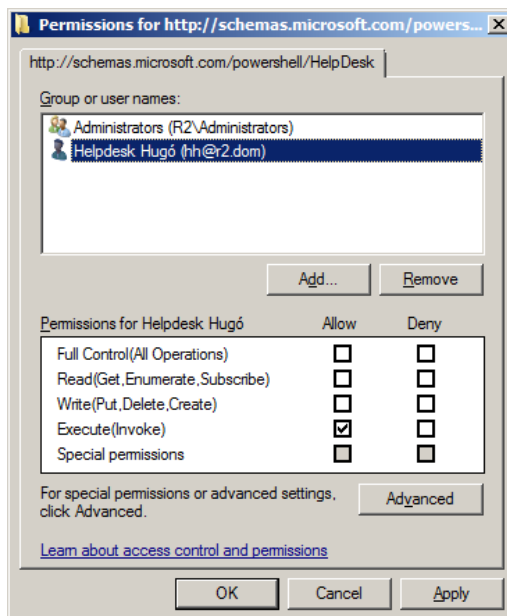 Permissions for http://schemas.microsoft.com/powers...
http://schemas.microsoft.com/powershell/HelpDesk
Group or user names:
Administrators (R2\Administrators)
Helpdesk Hugó (hh@r2.dom)
Add... Remove
Permissions for Helpdesk Hugó Allow Deny
Full Control(All Operations)
Read(Get,Enumerate,Subscribe)
Write(Put,Delete,Create)
Execute(Invoke)
Special permissions
For special permissions or advanced settings,
click Advanced.
Advanced
Learn about access control and permissions
OK Cancel Apply